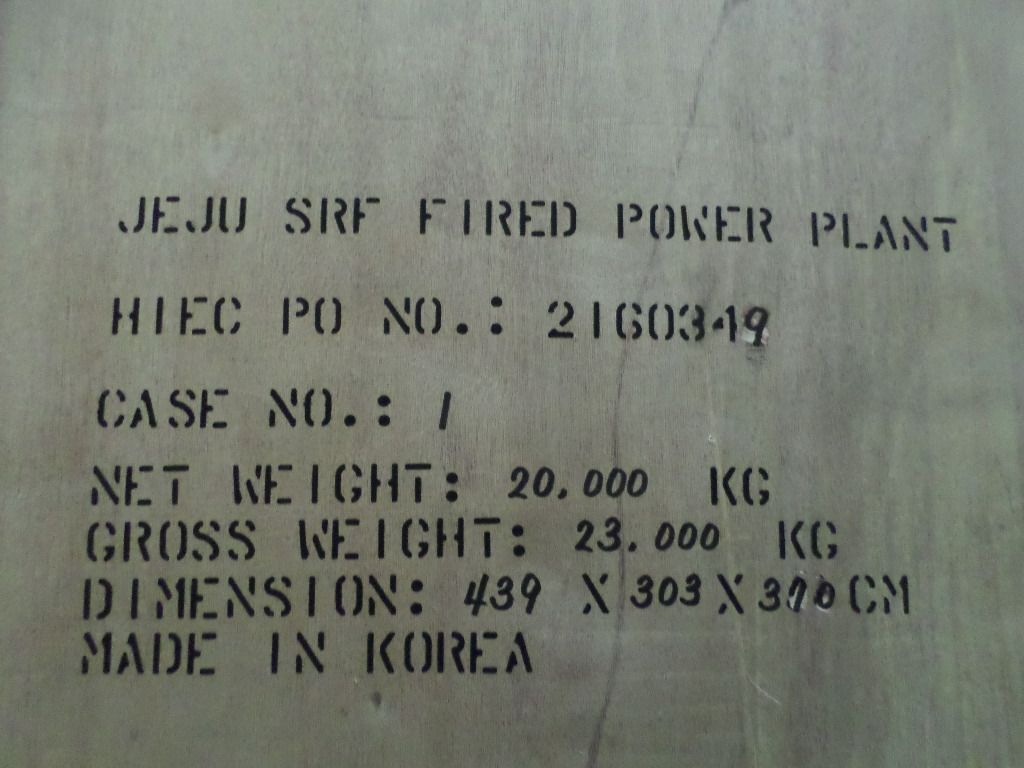 JEJU SRF FIRED POWER PLANT
HIEC PO NO.: 2160349
CASE NO.: 1
NET WEIGHT: 20,000 KG
GROSS WEIGHT: 23.000 KG
DIMENSION: 439 X 303 X CM
MADE IN KOREA